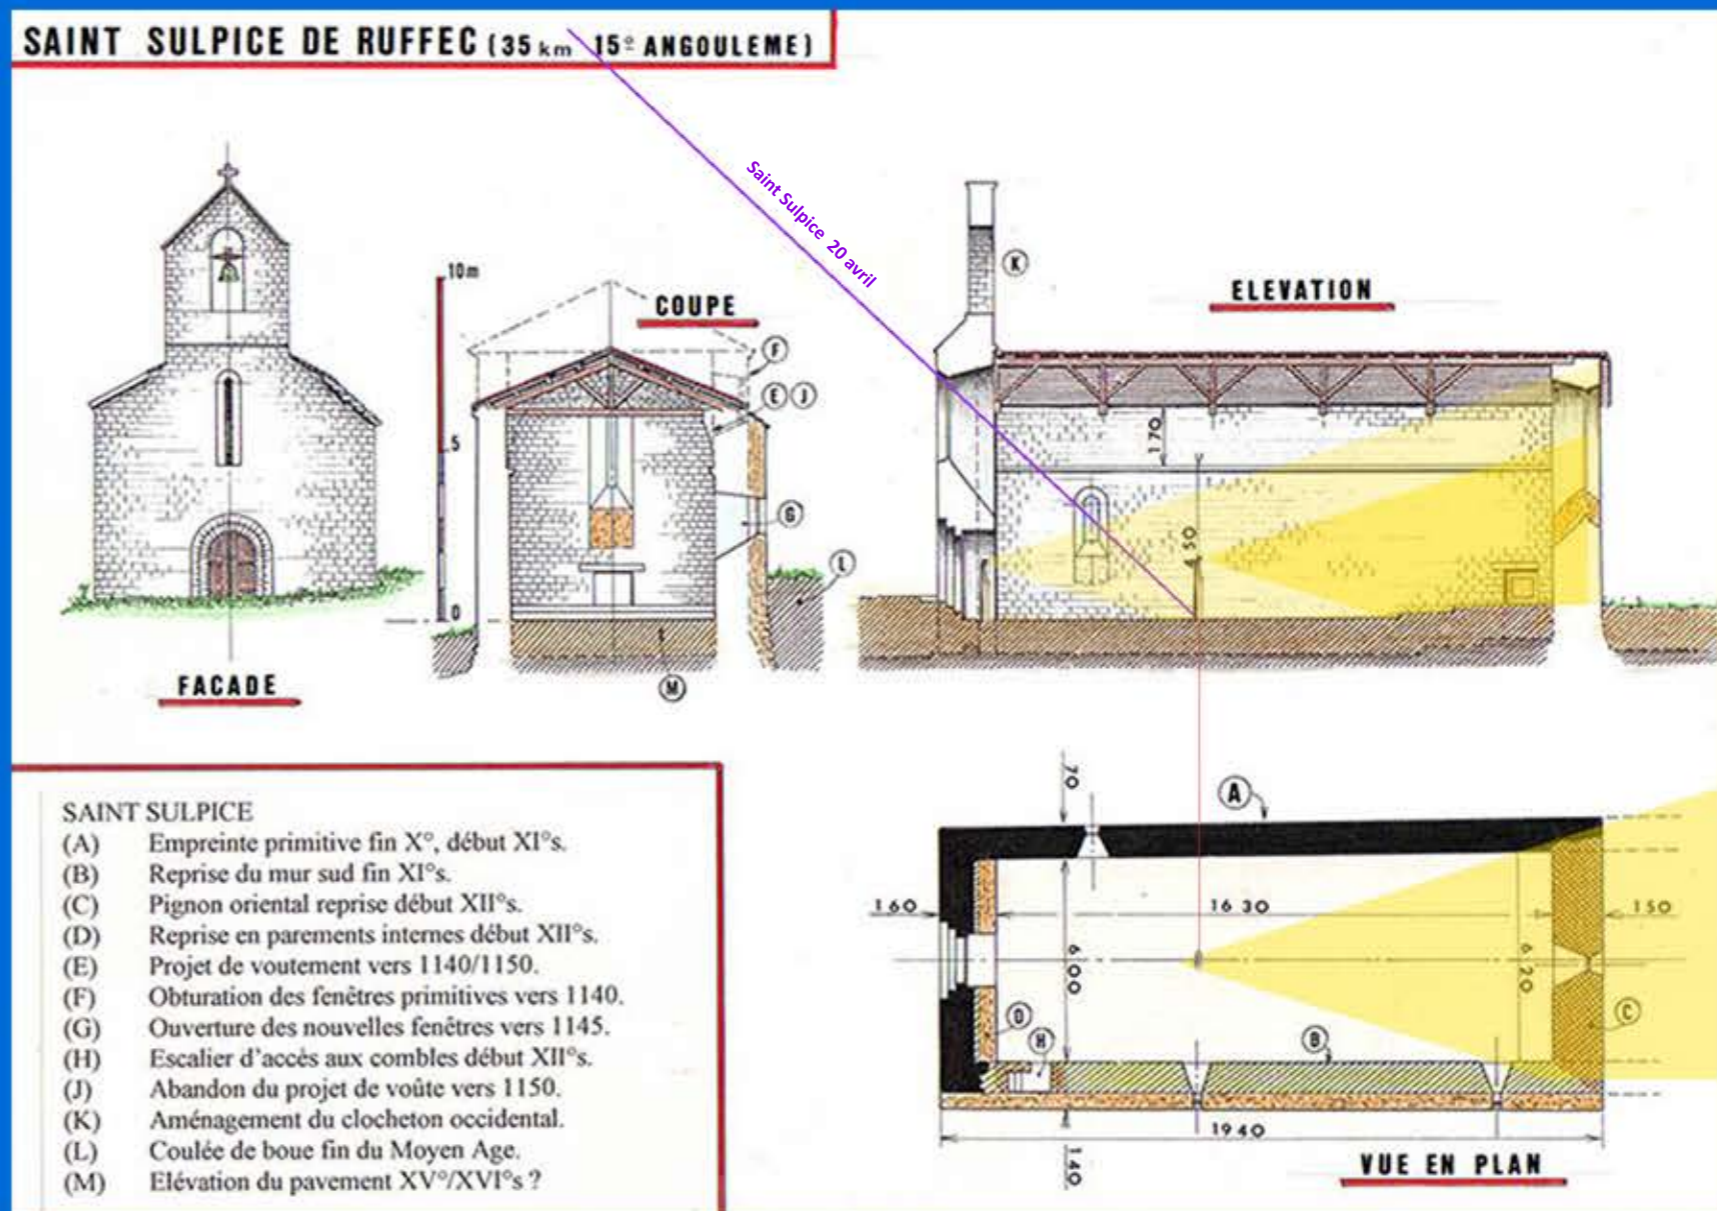 SAINT SULPICE DE RUFFEC (35 km 15º ANGOULEME)
Saint Sulpice 20 avril
K
ELEVATION
10m
COUPE
F
E J
5
G
L
0
M
FACADE
170
450
SAINT SULPICE
(A) Empreinte primitive fin X°, début XI°s.
(B) Reprise du mur sud fin XI°s.
(C) Pignon oriental reprise début XII°s.
(D) Reprise en parements internes début XII°s.
(E) Projet de voutement vers 1140/1150.
(F) Obturation des fenêtres primitives vers 1140.
(G) Ouverture des nouvelles fenêtres vers 1145.
(H) Escalier d'accès aux combles début XII°s.
(J) Abandon du projet de voûte vers 1150.
(K) Aménagement du clocheton occidental.
(L) Coulée de boue fin du Moyen Age.
(M) Elévation du pavement XV°/XVI°s ?
70
A
160
1630
150
600
620
D
H
B
C
1940
140
VUE EN PLAN